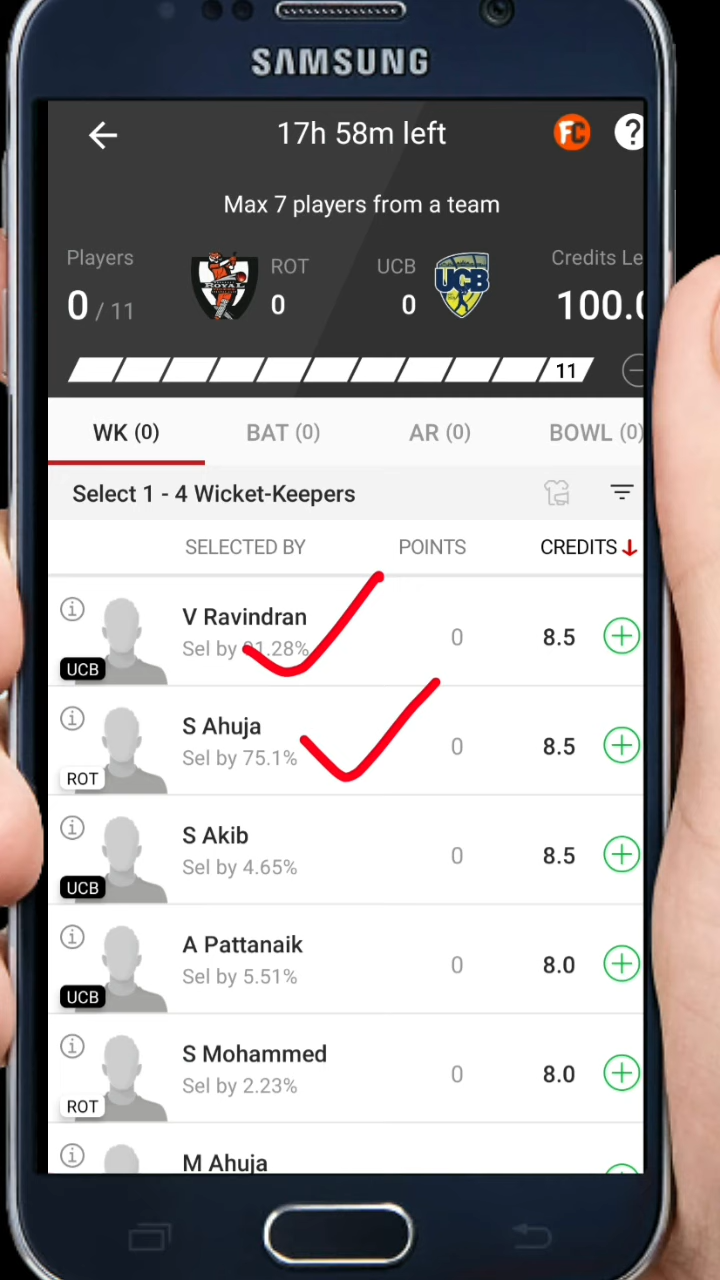 SAMSUNG
17h 58m left
FC
?
Max 7 players from a team
Players
0 / 11
ROYAL
ROT
0
UCB
0
UCB
Credits Le
100.
11
WK (0)
BAT (0)
AR (0)
BOWL (0)
Select 1 - 4 Wicket-Keepers
SELECTED BY
POINTS
CREDITS
V Ravindran
Sel by 1.28%
0
8.5
UCB
S Ahuja
Sel by 75.1%
0
8.5
ROT
S Akib
Sel by 4.65%
0
8.5
UCB
A Pattanaik
Sel by 5.51%
0
8.0
UCB
S Mohammed
Sel by 2.23%
0
8.0
ROT
M Ahuja